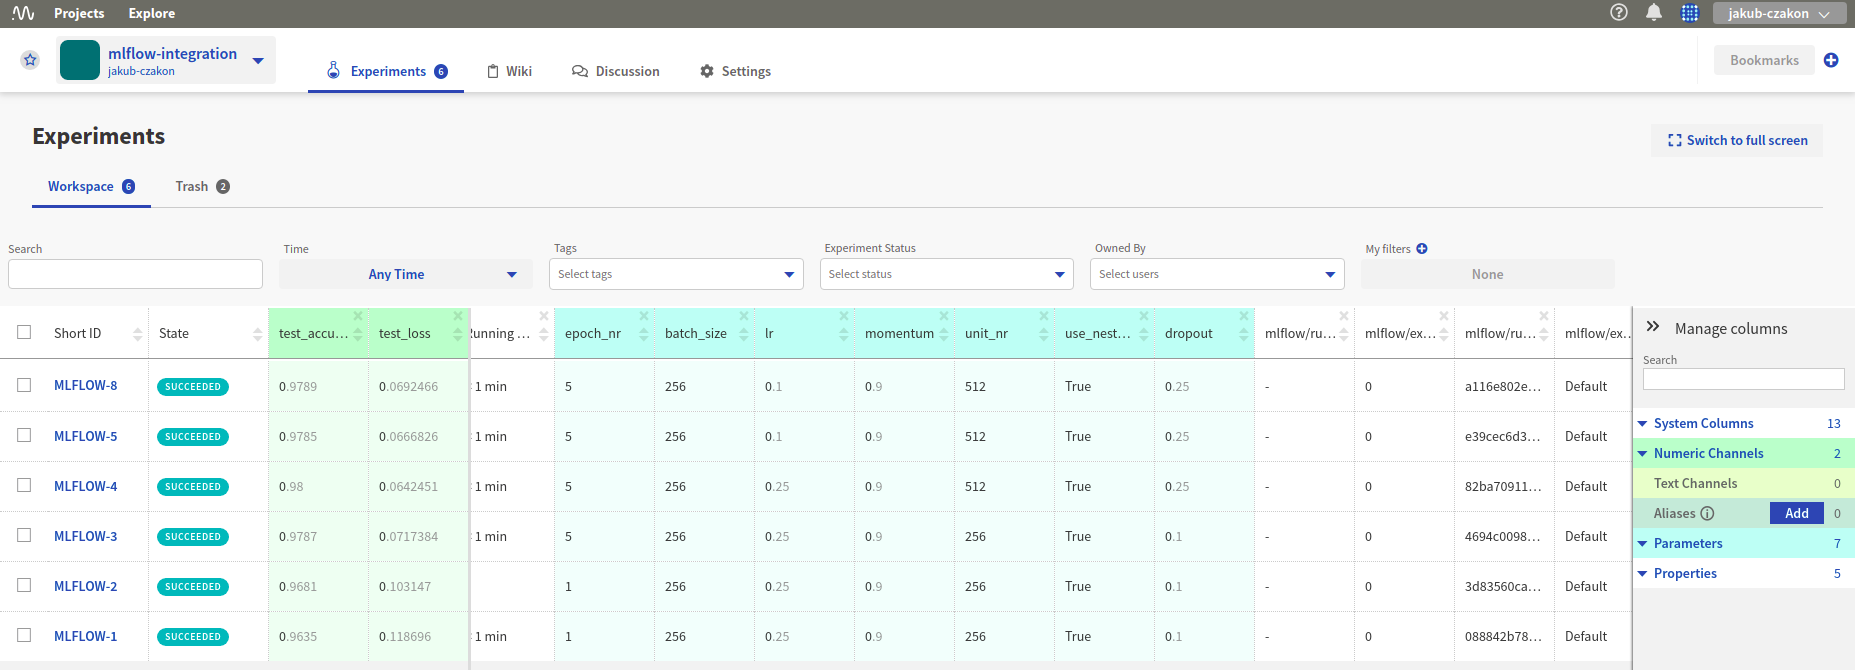 Projects Explore jakub-czakon
mlflow-integration
jakub-czakon
Experiments 6 Wiki Discussion Settings Bookmarks
Experiments
Switch to full screen
Workspace 6 Trash 2
Search Time Tags Experiment Status Owned By My filters
Any Time Select tags Select status Select users None
Short ID State test_accu... test_loss unning ... epoch_nr batch_size lr momentum unit_nr use_nest... dropout mlflow/ru... mlflow/ex... mlflow/ru... mlflow/ex...
MLFLOW-8 SUCCEEDED 0.9789 0.0692466 1 min 5 256 0.1 0.9 512 True 0.25 - 0 a116e802e... Default
MLFLOW-5 SUCCEEDED 0.9785 0.0666826 1 min 5 256 0.1 0.9 512 True 0.25 - 0 e39cec6d3... Default
MLFLOW-4 SUCCEEDED 0.98 0.0642451 1 min 5 256 0.25 0.9 512 True 0.25 - 0 82ba70911... Default
MLFLOW-3 SUCCEEDED 0.9787 0.0717384 1 min 5 256 0.25 0.9 256 True 0.1 - 0 4694c0098... Default
MLFLOW-2 SUCCEEDED 0.9681 0.103147 1 256 0.25 0.9 256 True 0.1 - 0 3d83560ca... Default
MLFLOW-1 SUCCEEDED 0.9635 0.118696 1 min 1 256 0.25 0.9 256 True 0.1 - 0 088842b78... Default
Manage columns
Search
System Columns 13
Numeric Channels 2
Text Channels 0
Aliases Add 0
Parameters 7
Properties 5